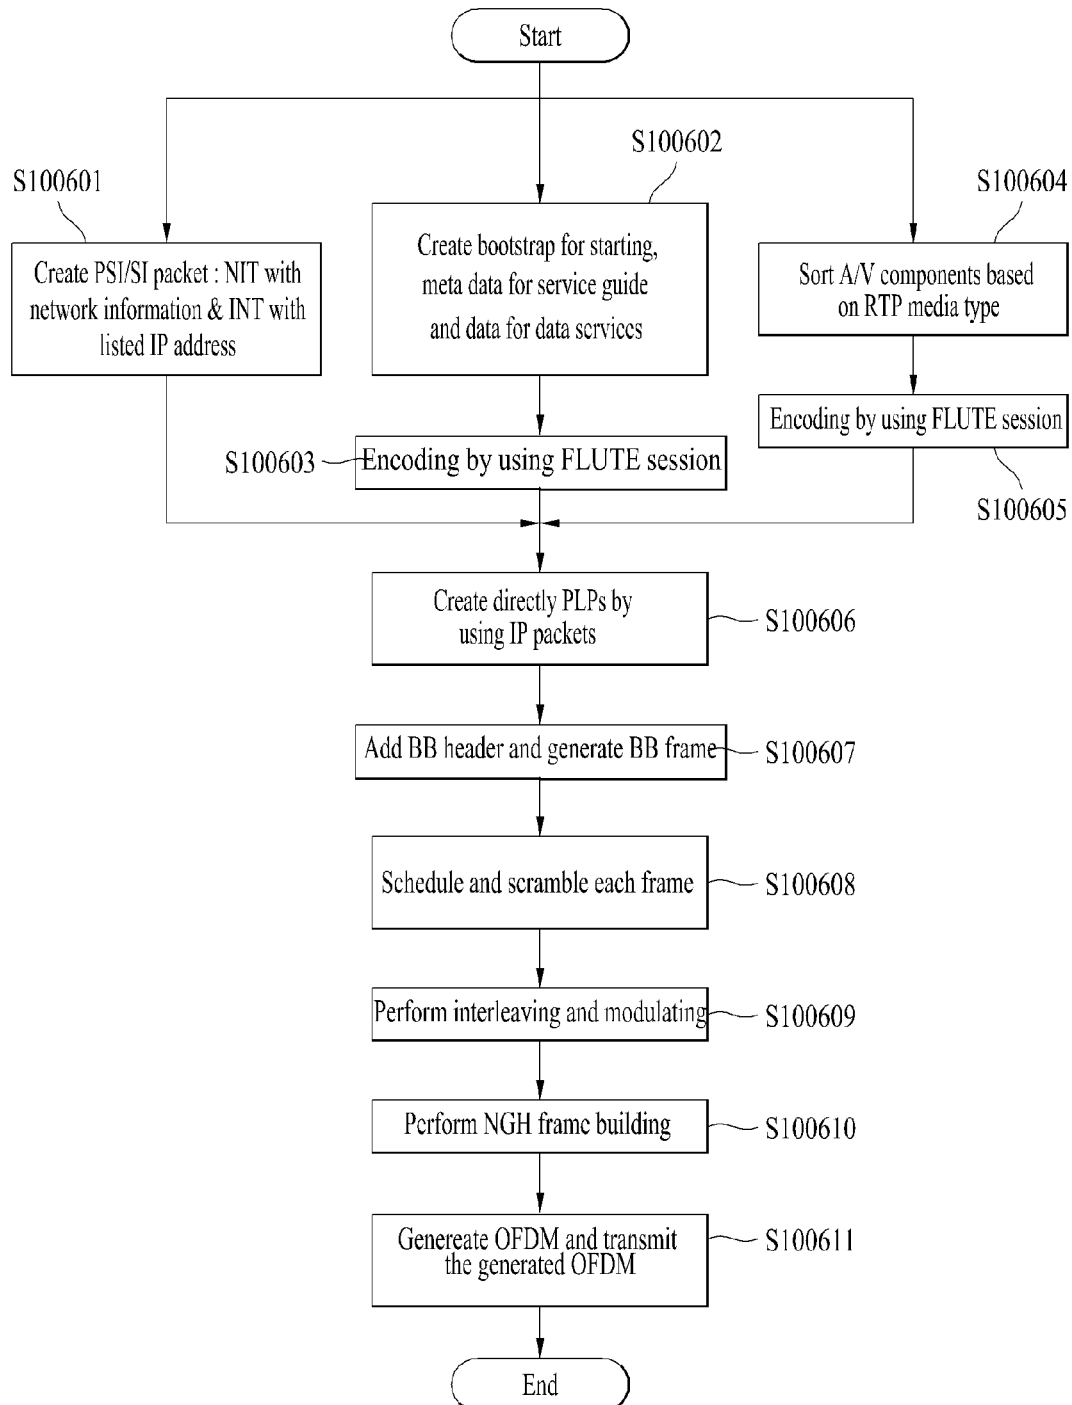 Start
S100601
Create PSI/SI packet : NIT with
network information & INT with
listed IP address
S100602
Create bootstrap for starting,
meta data for service guide
and data for data services
S100603
Encoding by using FLUTE session
S100604
Sort A/V components based
on RTP media type
Encoding by using FLUTE session
S100605
Create directly PLPs by
using IP packets
S100606
Add BB header and generate BB frame
S100607
Schedule and scramble each frame
S100608
Perform interleaving and modulating
S100609
Perform NGH frame building
S100610
Genereate OFDM and transmit
the generated OFDM
S100611
End